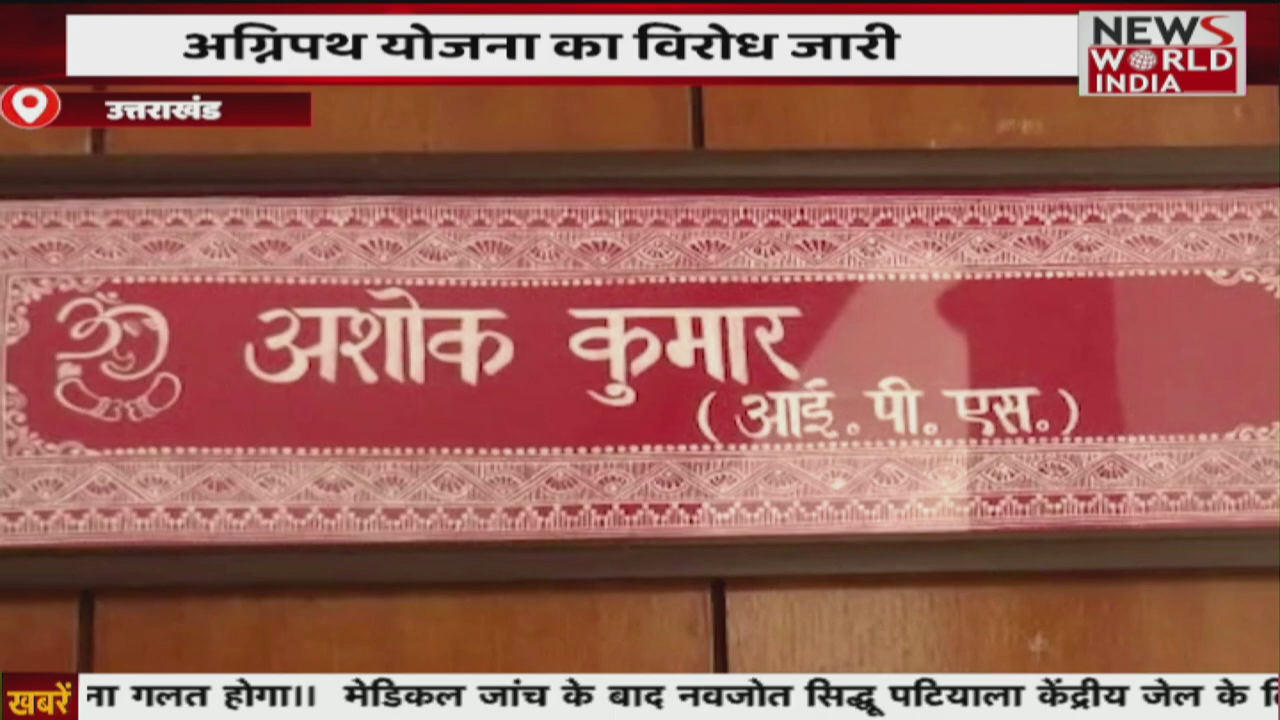 अग्निपथ योजना का विरोध जारी
NEWS
WORLD
INDIA
उत्तराखंड
अशोक कुमार
(आई. पी. एस.)
खबरें ना गलत होगा।। मेडिकल जांच के बाद नवजोत सिद्धू पटियाला केंद्रीय जेल के